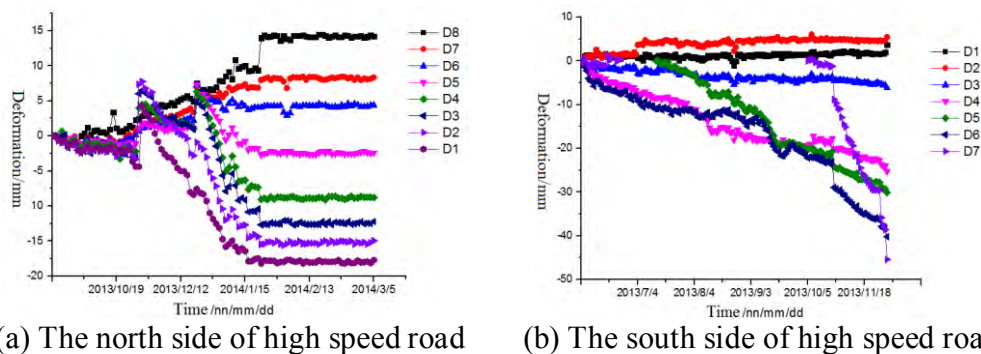 15
10
5
0
-5
-10
-15
-20
Deformation/mm
D8
D7
D6
D5
D4
D3
D2
D1
2013/10/19 2013/12/12 2014/1/15 2014/2/13 2014/3/5
Time /nn/mm/dd
(a) The north side of high speed road
10
0
-10
-20
-30
-40
-50
Deformation/mm
D1
D2
D3
D4
D5
D6
D7
2013/7/4 2013/8/4 2013/9/3 2013/10/5 2013/11/18
Time /nn/mm/dd
(b) The south side of high speed roa